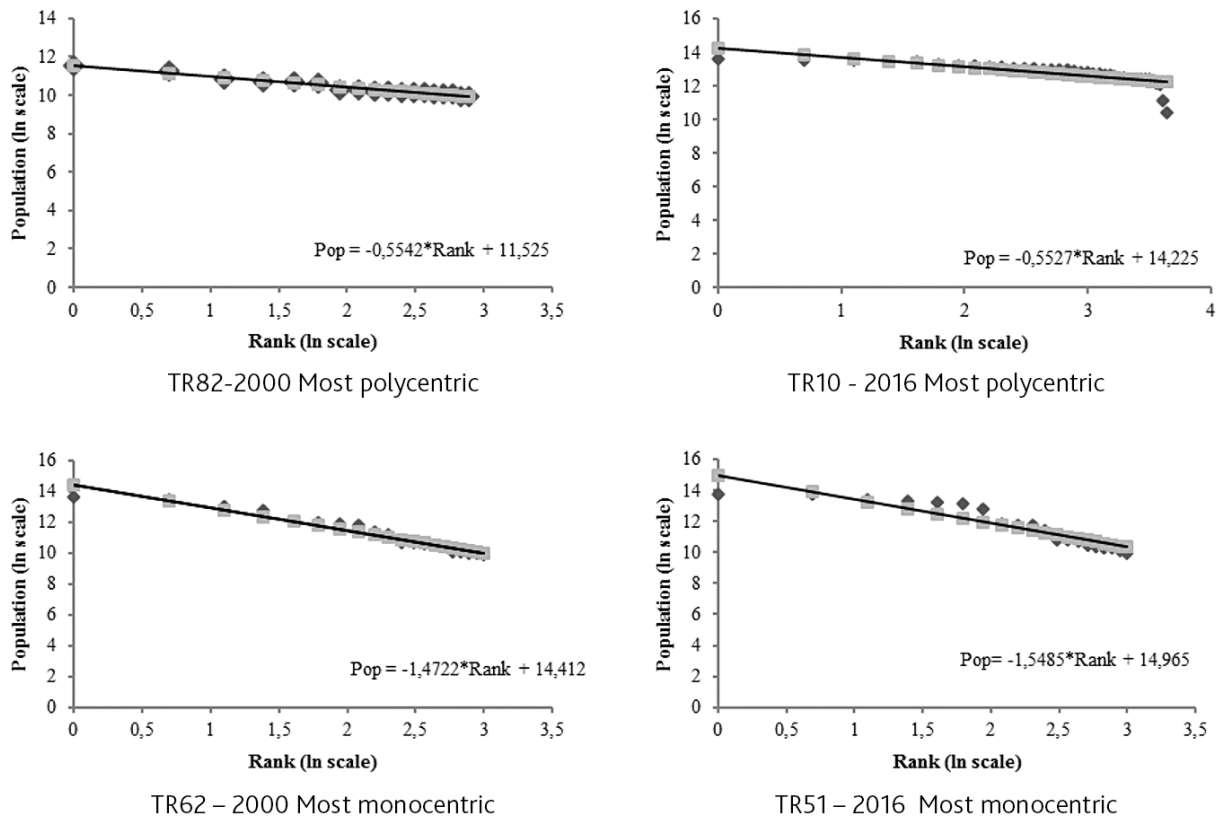 14
12
10
8
6
4
2
0
Population (ln scale)
Pop = -0,5542*Rank + 11,525
0 0,5 1 1,5 2 2,5 3 3,5
Rank (ln scale)
TR82-2000 Most polycentric
16
14
12
10
8
6
4
2
0
Population (ln scale)
Pop = -0,5527*Rank + 14,225
0 1 2 3 4
Rank (ln scale)
TR10 - 2016 Most polycentric
16
14
12
10
8
6
4
2
0
Population (ln scale)
Pop = -1,4722*Rank + 14,412
0 0,5 1 1,5 2 2,5 3 3,5
Rank (ln scale)
TR62 – 2000 Most monocentric
16
14
12
10
8
6
4
2
0
Population (ln scale)
Pop= -1,5485*Rank + 14,965
0 0,5 1 1,5 2 2,5 3 3,5
Rank (ln scale)
TR51 – 2016 Most monocentric